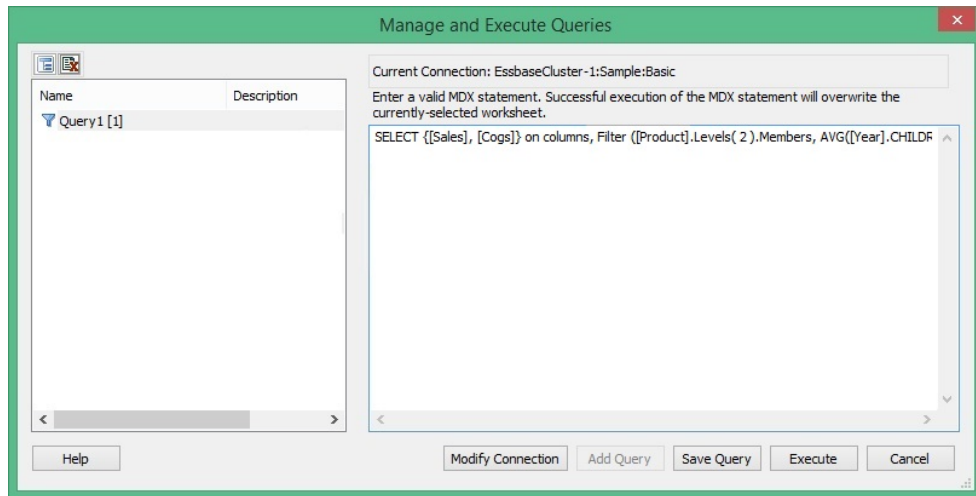 Manage and Execute Queries
Name Description
Query1 [1]
Current Connection: EssbaseCluster-1:Sample:Basic
Enter a valid MDX statement. Successful execution of the MDX statement will overwrite the
currently-selected worksheet.
SELECT {[Sales], [Cogs]} on columns, Filter ([Product].Levels( 2 ).Members, AVG([Year].CHILDR
Help Modify Connection Add Query Save Query Execute Cancel